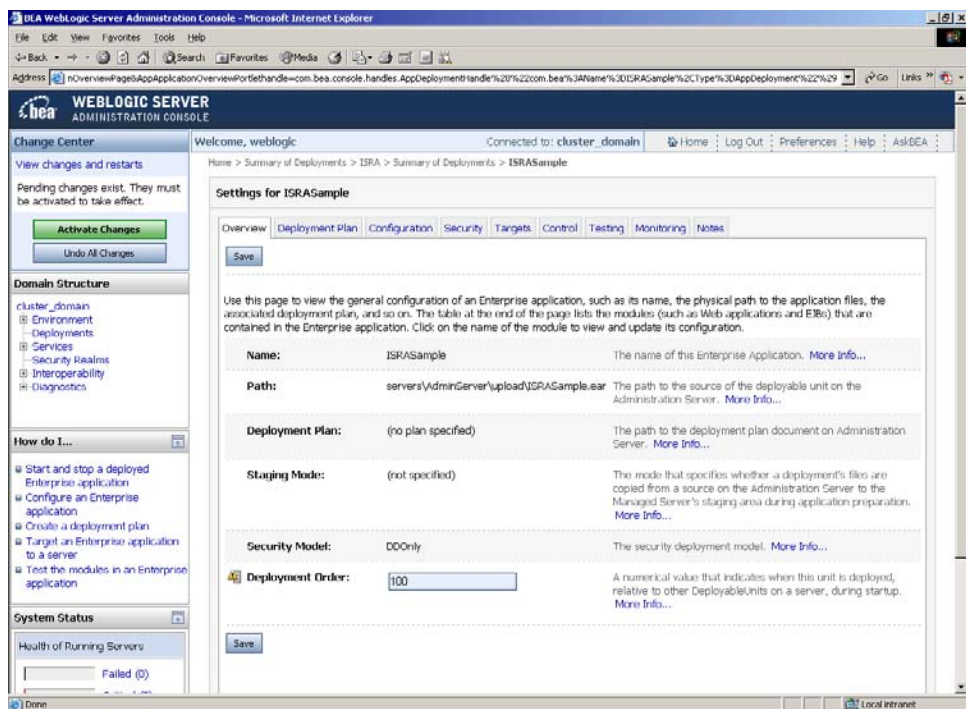 BEA WebLogic Server Administration Console - Microsoft Internet Explorer
File Edit View Favorites Tools Help
Back Search Favorites Media
Address nOverviewPage&AppApplicationOverviewPortlethandle=com.bea.console.handles.AppDeploymentHandle%28%22com.bea%3AName%3DISRASample%2CType%3DAppDeployment%22%29 Go Links »
bea WEBLOGIC SERVER
ADMINISTRATION CONSOLE
Change Center
View changes and restarts
Pending changes exist. They must
be activated to take effect.
Activate Changes
Undo All Changes
Domain Structure
cluster_domain
Environment
Deployments
Services
Security Realms
Interoperability
Diagnostics
How do I...
Start and stop a deployed
Enterprise application
Configure an Enterprise
application
Create a deployment plan
Target an Enterprise application
to a server
Test the modules in an Enterprise
application
System Status
Health of Running Servers
Failed (0)
Welcome, weblogic Connected to: cluster_domain Home Log Out Preferences Help AskBEA
Home > Summary of Deployments > ISRA > Summary of Deployments > ISRASample
Settings for ISRASample
Overview Deployment Plan Configuration Security Targets Control Testing Monitoring Notes
Save
Use this page to view the general configuration of an Enterprise application, such as its name, the physical path to the application files, the
associated deployment plan, and so on. The table at the end of the page lists the modules (such as Web applications and EJBs) that are
contained in the Enterprise application. Click on the name of the module to view and update its configuration.
Name: ISRASample The name of this Enterprise Application. More Info...
Path: servers\AdminServer\upload\ISRASample.ear The path to the source of the deployable unit on the
Administration Server. More Info...
Deployment Plan: (no plan specified) The path to the deployment plan document on Administration
Server. More Info...
Staging Mode: (not specified) The mode that specifies whether a deployment's files are
copied from a source on the Administration Server to the
Managed Server's staging area during application preparation.
More Info...
Security Model: DDOnly The security deployment model. More Info...
Deployment Order: 100 A numerical value that indicates when this unit is deployed,
relative to other DeployableUnits on a server, during startup.
More Info...
Save
Done Local intranet